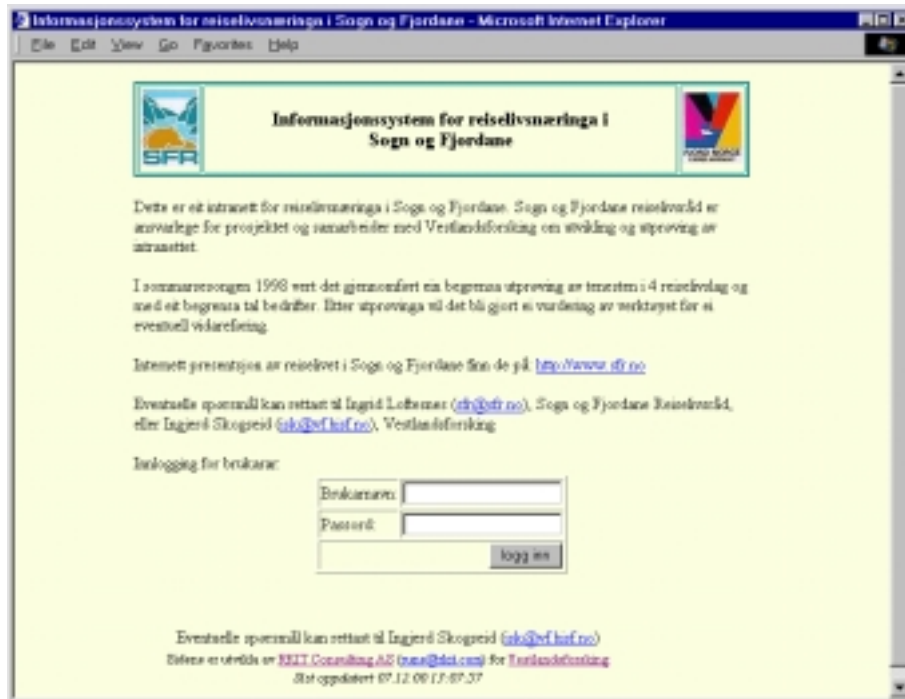 Informasjonssystem for reiselivsnæringa i Sogn og Fjordane - Microsoft Internet Explorer
File Edit View Go Favorites Help
SFR
Informasjonssystem for reiselivsnæringa i
Sogn og Fjordane
FJORD NORGE
Dette er eit intranett for reiselivsnæringa i Sogn og Fjordane. Sogn og Fjordane reiselivsråd er
ansvarlege for prosjektet og samarbeider med Vestlandsforsking om utvikling og utprøving av
intranettet.
I sommarsesongen 1998 vert det gjennomført ein begrensa utprøving av tenesten i 4 reiselivslag og
med eit begrensa tal bedrifter. Etter utprøvinga vil det bli gjort ei vurdering av verktøyet før ei
eventuell vidareføring.
Internett presentsjon av reiselivet i Sogn og Fjordane finn de på: http://www.sfr.no
Eventuelle spørsmål kan rettast til Ingrid Loftesnes (sfr@sfr.no), Sogn og Fjordane Reiselivsråd,
eller Ingjerd Skogseid (isk@vf.hisf.no), Vestlandsforsking
Innlogging for brukarar:
Brukarnavn:
Passord:
logg inn
Eventuelle spørsmål kan rettast til Ingjerd Skogseid (isk@vf.hisf.no)
Sidene er utvikla av Consulting AS for Vestlandsforsking
Sist oppdatert 07.12.00 13:07:37